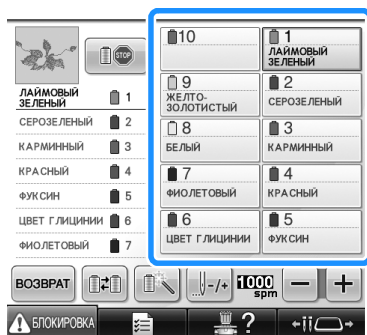 STOP
ЛАЙМОВЫЙ
ЗЕЛЕНЫЙ
1
СЕРОЗЕЛЕНЫЙ 2
КАРМИННЫЙ 3
КРАСНЫЙ 4
ФУКСИН 5
ЦВЕТ ГЛИЦИНИИ 6
ФИОЛЕТОВЫЙ 7
10
1
ЛАЙМОВЫЙ
ЗЕЛЕНЫЙ
9
ЖЕЛТО-
ЗОЛОТИСТЫЙ
2
СЕРОЗЕЛЕНЫЙ
8
БЕЛЫЙ
3
КАРМИННЫЙ
7
ФИОЛЕТОВЫЙ
4
КРАСНЫЙ
6
ЦВЕТ ГЛИЦИНИИ
5
ФУКСИН
ВОЗВРАТ
-/+
1000
spm
− +
БЛОКИРОВКА
?